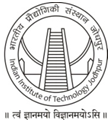 भारतीय प्रौद्योगिकी संस्थान जोधपुर
Indian Institute of Technology Jodhpur
॥ त्वं ज्ञानमयो विज्ञानमयोऽसि ॥